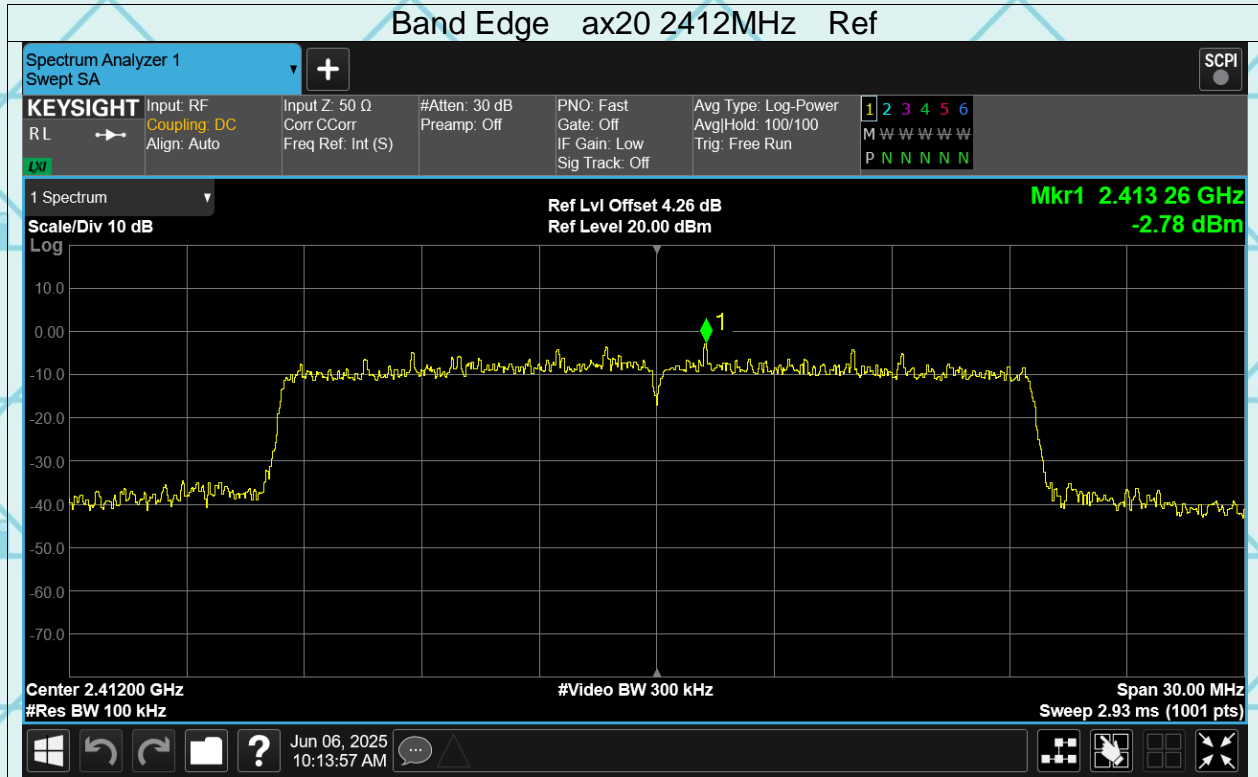 Band Edge ax20 2412MHz Ref
Spectrum Analyzer 1
Swept SA
+
SCPI
KEYSIGHT
R L
LXI
Input: RF
Coupling: DC
Align: Auto
Input Z: 50 Ω
Corr CCorr
Freq Ref: Int (S)
#Atten: 30 dB
Preamp: Off
PNO: Fast
Gate: Off
IF Gain: Low
Sig Track: Off
Avg Type: Log-Power
Avg|Hold: 100/100
Trig: Free Run
1 2 3 4 5 6
M W W W W W
P N N N N N
1 Spectrum
Scale/Div 10 dB
Ref Lvl Offset 4.26 dB
Ref Level 20.00 dBm
Mkr1 2.413 26 GHz
-2.78 dBm
Log
10.0
0.00
-10.0
-20.0
-30.0
-40.0
-50.0
-60.0
-70.0
1
Center 2.41200 GHz
#Res BW 100 kHz
#Video BW 300 kHz
Span 30.00 MHz
Sweep 2.93 ms (1001 pts)
?
Jun 06, 2025
10:13:57 AM